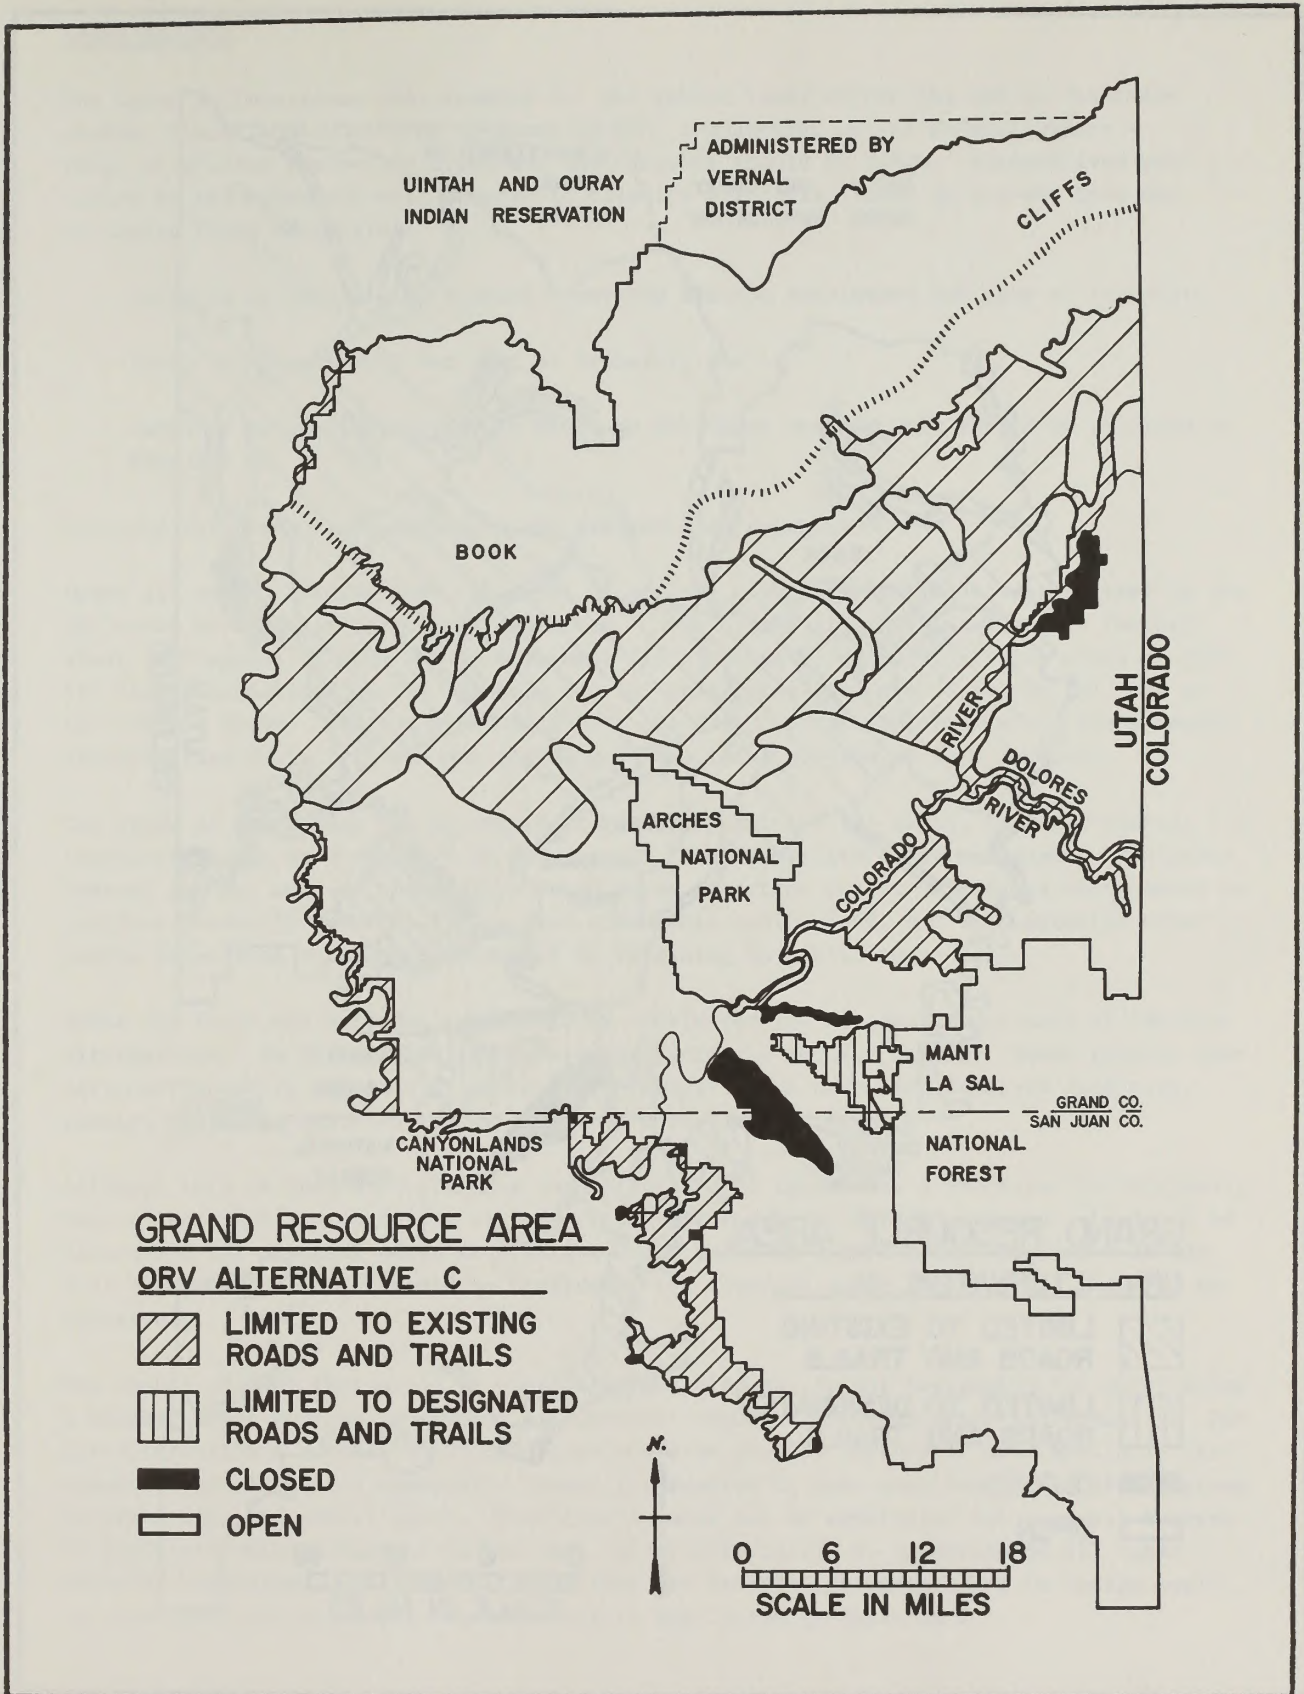 ADMINISTERED BY
VERNAL
DISTRICT
UINTAH AND OURAY
INDIAN RESERVATION
CLIFFS
BOOK
UTAH
COLORADO
RIVER
DOLORES
RIVER
ARCHES
NATIONAL
PARK
COLORADO
MANTI
LA SAL
GRAND CO.
SAN JUAN CO.
NATIONAL
FOREST
CANYONLANDS
NATIONAL
PARK
GRAND RESOURCE AREA
ORV ALTERNATIVE C
LIMITED TO EXISTING
ROADS AND TRAILS
LIMITED TO DESIGNATED
ROADS AND TRAILS
CLOSED
OPEN
N.
0 6 12 18
SCALE IN MILES